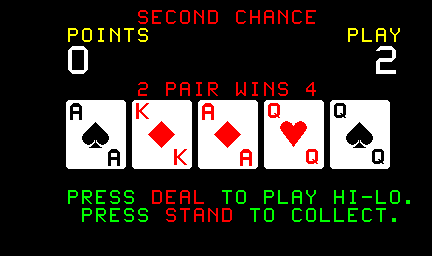 SECOND CHANCE
POINTS PLAY
0 2
2 PAIR WINS 4
A K A Q Q
A K A Q Q
PRESS DEAL TO PLAY HI-LO.
PRESS STAND TO COLLECT.